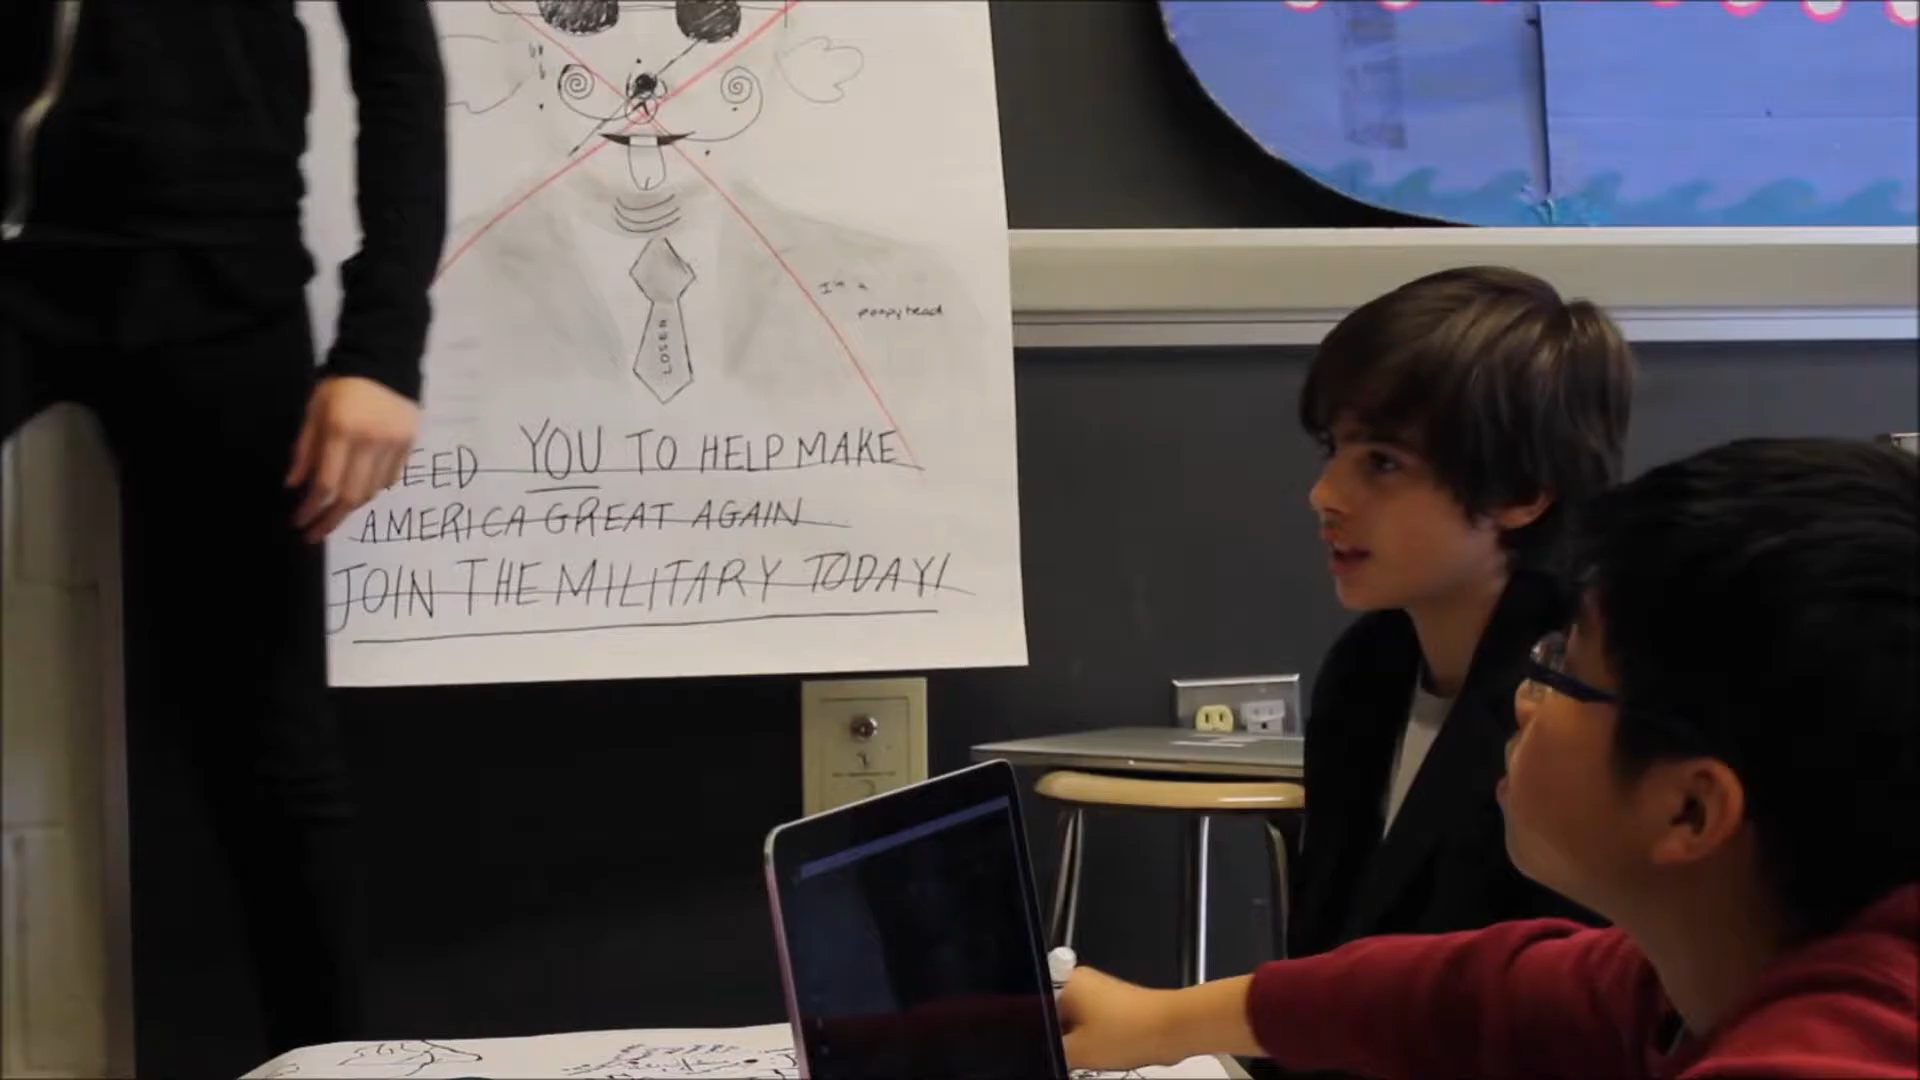 I'm a
poopyhead
LOSER
EED YOU TO HELP MAKE
AMERICA GREAT AGAIN
JOIN THE MILITARY TODAY!